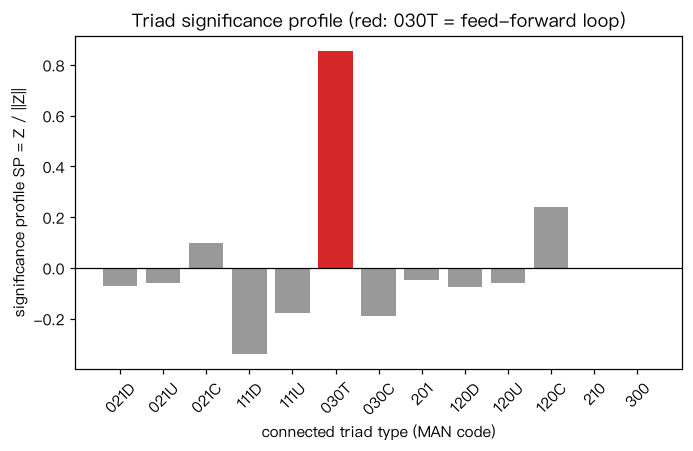 Triad significance profile (red: 030T = feed-forward loop)
significance profile SP = Z / ||Z||
0.8
0.6
0.4
0.2
0.0
−0.2
021D
021U
021C
111D
111U
030T
030C
201
120D
120U
120C
210
300
connected triad type (MAN code)